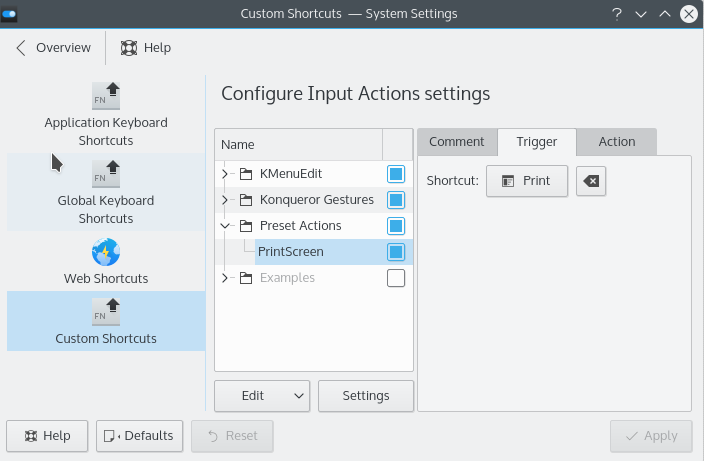 Custom Shortcuts — System Settings
Overview
Help
FN
Application Keyboard
Shortcuts
FN
Global Keyboard
Shortcuts
Web Shortcuts
FN
Custom Shortcuts
Configure Input Actions settings
Name
KMenuEdit
Konqueror Gestures
Preset Actions
PrintScreen
Examples
Edit
Settings
Comment
Trigger
Action
Shortcut:
Print
Help
Defaults
Reset
Apply